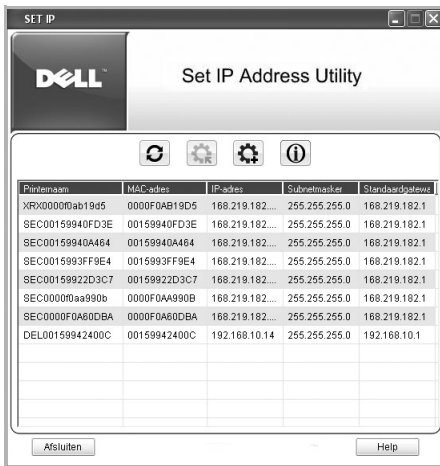 SET IP
DELL™
Set IP Address Utility
Printernaam MAC-adres IP-adres Subnetmasker Standaardgatewa
XRX0000f0ab19d5 0000F0AB19D5 168.219.182.... 255.255.255.0 168.219.182.1
SEC00159940FD3E 00159940FD3E 168.219.182.... 255.255.255.0 168.219.182.1
SEC00159940A464 00159940A464 168.219.182.... 255.255.255.0 168.219.182.1
SEC0015993FF9E4 0015993FF9E4 168.219.182.... 255.255.255.0 168.219.182.1
SEC00159922D3C7 00159922D3C7 168.219.182.... 255.255.255.0 168.219.182.1
SEC0000f0aa990b 0000F0AA990B 168.219.182.... 255.255.255.0 168.219.182.1
SEC0000F0A60DBA 0000F0A60DBA 168.219.182.... 255.255.255.0 168.219.182.1
DEL00159942400C 00159942400C 192.168.10.14 255.255.255.0 192.168.10.1
Afsluiten Help